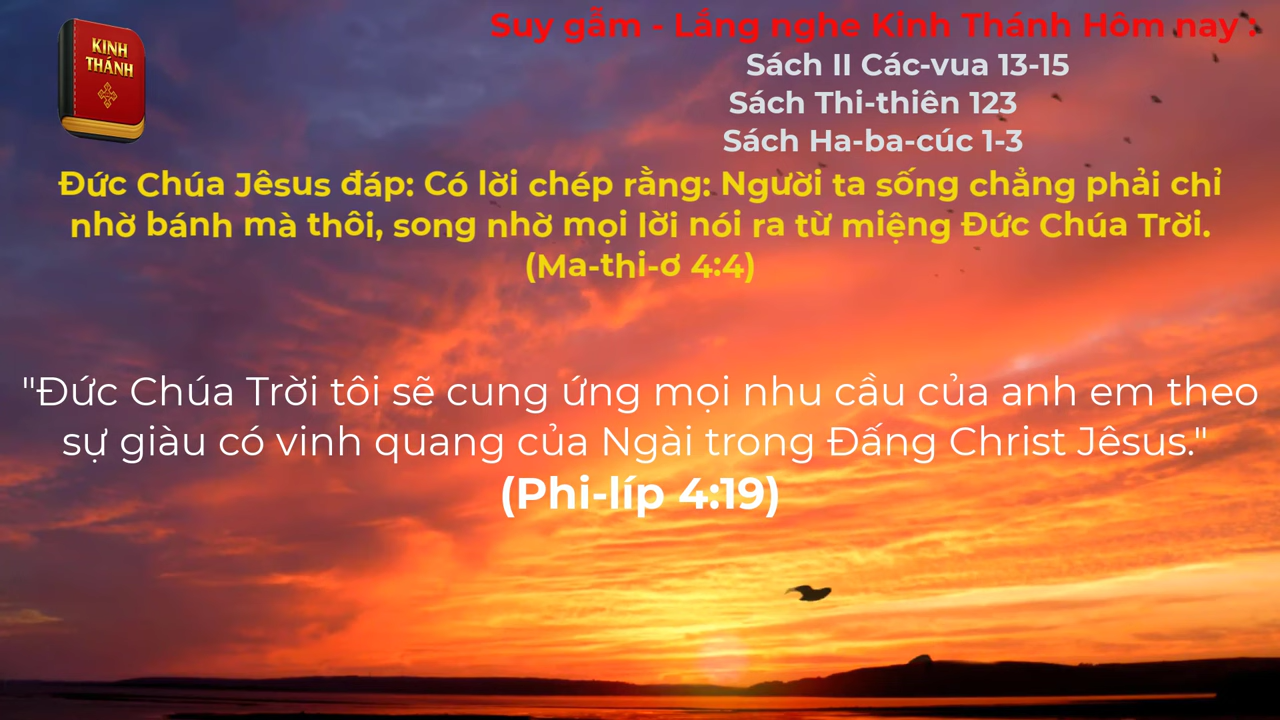 KINH
THÁNH
Suy gẫm - Lắng nghe Kinh Thánh Hôm nay :
Sách II Các-vua 13-15
Sách Thi-thiên 123
Sách Ha-ba-cúc 1-3
Đức Chúa Jêsus đáp: Có lời chép rằng: Người ta sống chẳng phải chỉ
nhờ bánh mà thôi, song nhờ mọi lời nói ra từ miệng Đức Chúa Trời.
(Ma-thi-ơ 4:4)
"Đức Chúa Trời tôi sẽ cung ứng mọi nhu cầu của anh em theo
sự giàu có vinh quang của Ngài trong Đấng Christ Jêsus."
(Phi-líp 4:19)